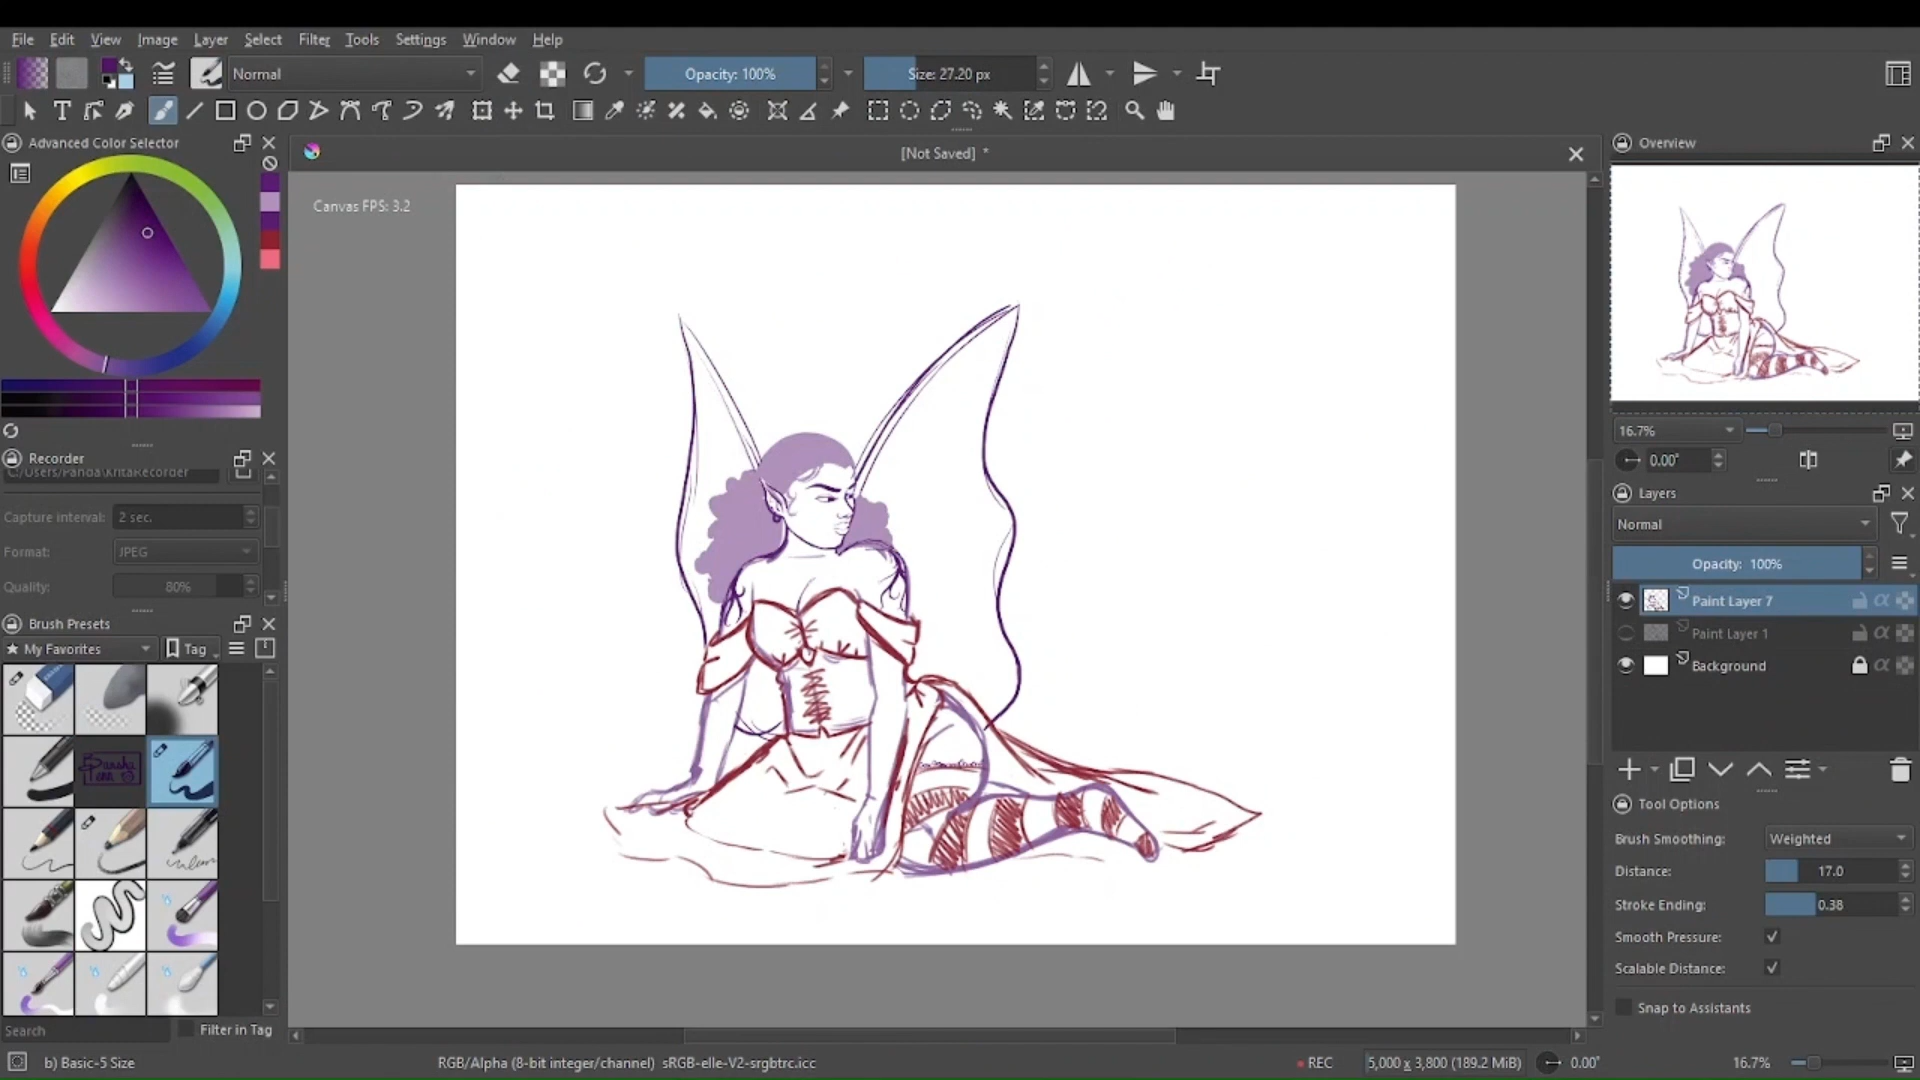 File Edit View Image Layer Select Filter Tools Settings Window Help
Normal Opacity: 100% Size: 27.20 px
Advanced Color Selector
[Not Saved] *
Overview
Canvas FPS: 3.2
16.7%
0.00°
Recorder
C:/Users/Panda/KritaRecorder
Capture interval: 2 sec.
Format: JPEG
Quality: 80%
Layers
Normal
Opacity: 100%
Paint Layer 7
Paint Layer 1
Background
Brush Presets
★ My Favorites Tag
Tool Options
Brush Smoothing: Weighted
Distance: 17.0
Stroke Ending: 0.38
Smooth Pressure:
Scalable Distance:
Snap to Assistants
Search Filter in Tag
b) Basic-5 Size RGB/Alpha (8-bit integer/channel) sRGB-elle-V2-srgbtrc.icc REC 5,000 x 3,800 (189.2 MiB) 0.00° 16.7%